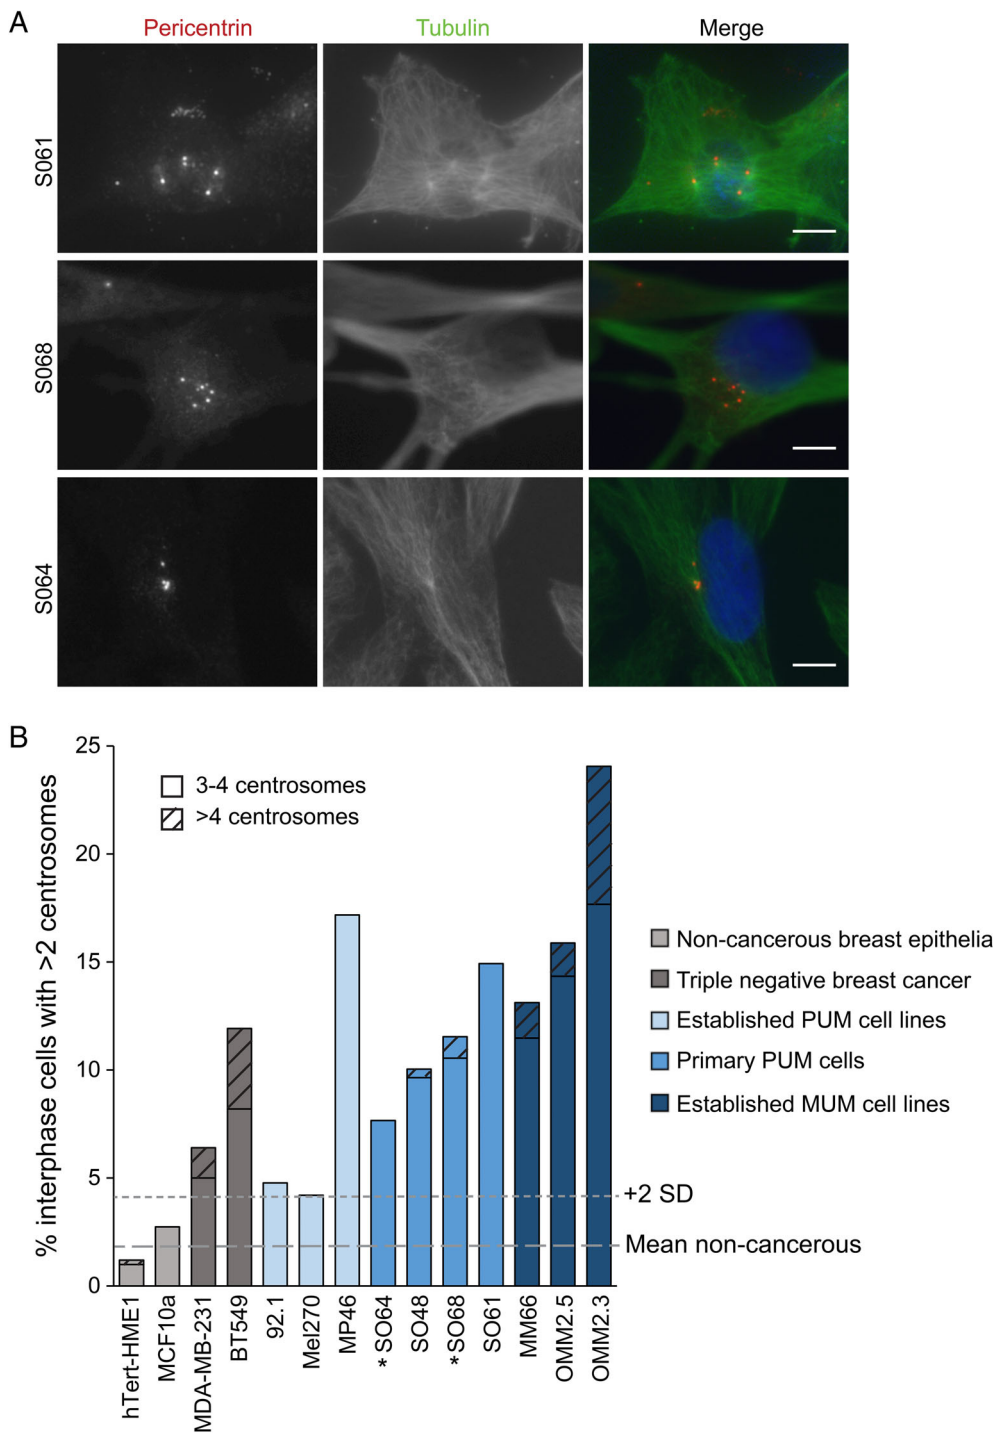 A
Pericentrin Tubulin Merge
S061
S068
S064
B
% interphase cells with >2 centrosomes
25
20
15
10
5
0
3-4 centrosomes
>4 centrosomes
Non-cancerous breast epithelia
Triple negative breast cancer
Established PUM cell lines
Primary PUM cells
Established MUM cell lines
+2 SD
Mean non-cancerous
hTert-HME1
MCF10a
MDA-MB-231
BT549
92.1
Mel270
MP46
* SO64
SO48
* SO68
SO61
MM66
OMM2.5
OMM2.3